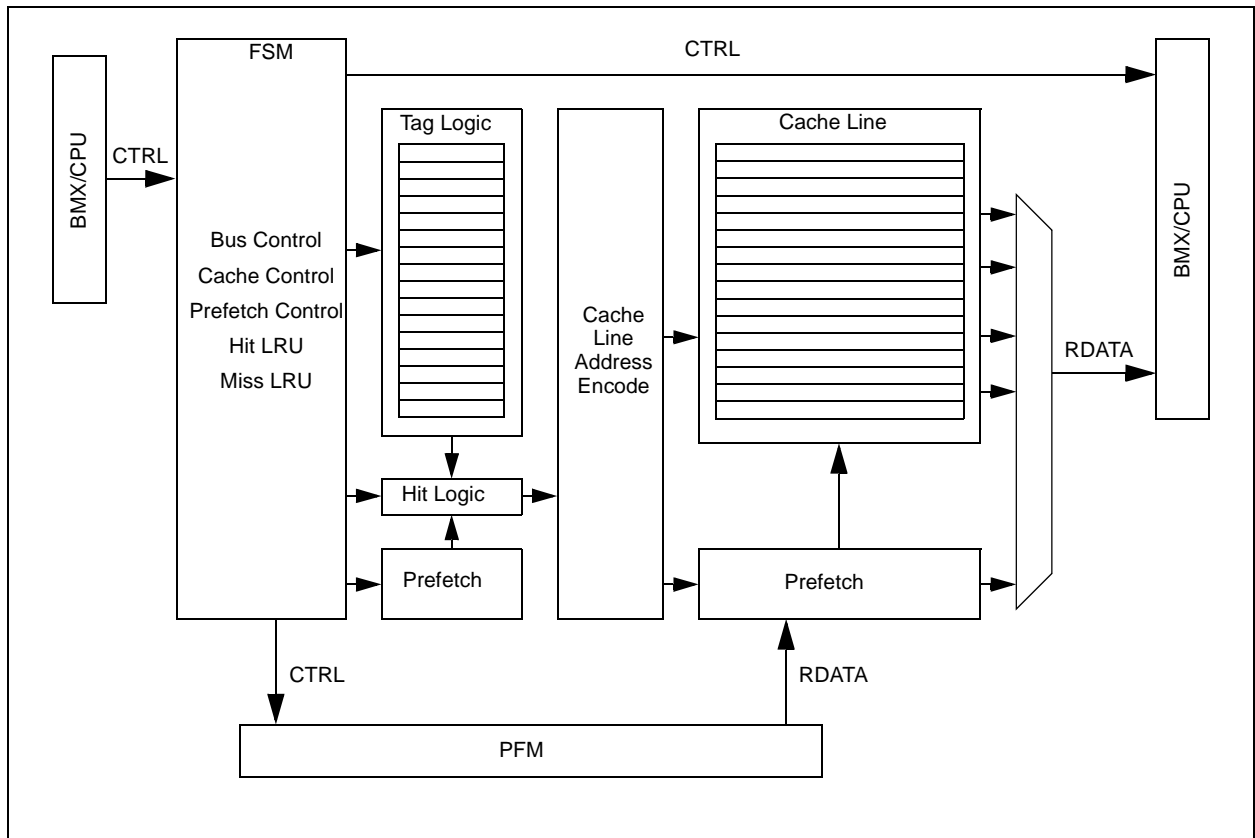 FSM
CTRL
BMX/CPU
CTRL
Tag Logic
Cache Line
BMX/CPU
Bus Control
Cache Control
Prefetch Control
Hit LRU
Miss LRU
Cache
Line
Address
Encode
RDATA
Hit Logic
Prefetch
Prefetch
CTRL
RDATA
PFM